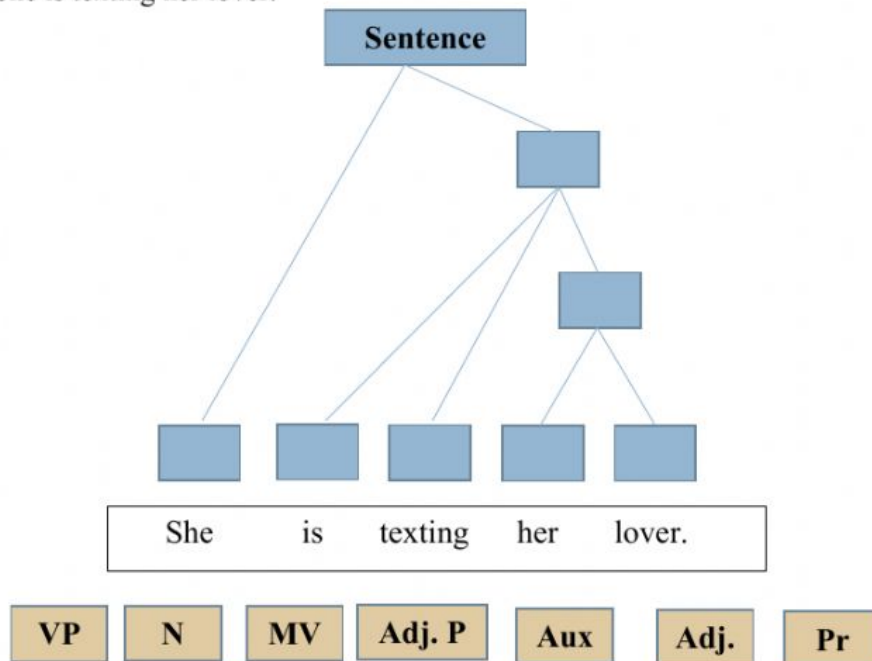 Sentence
She is texting her lover.
VP N MV Adj. P Aux Adj. Pr